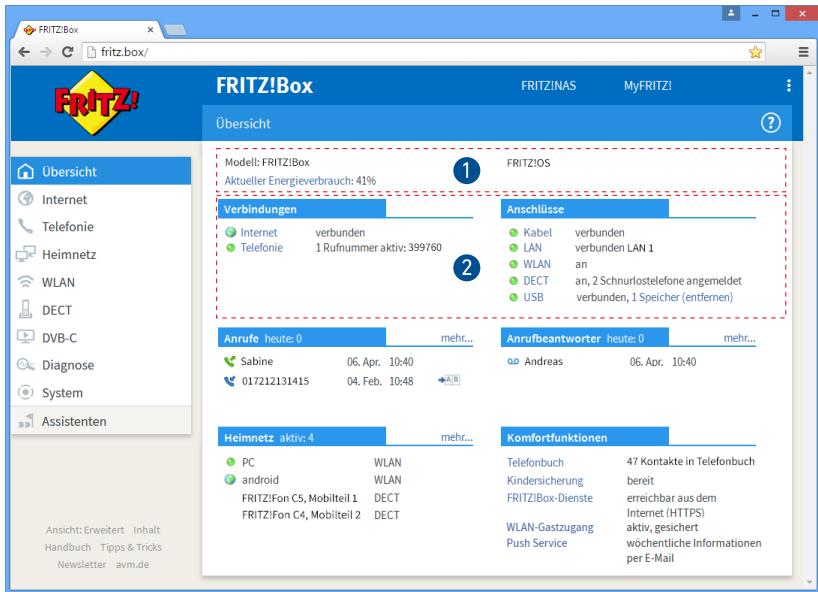 FRITZ!Box
fritz.box/
FRITZ!
FRITZ!Box
FRITZ!NAS
MyFRITZ!
Übersicht
?
Übersicht
Internet
Telefonie
Heimnetz
WLAN
DECT
DVB-C
Diagnose
System
Assistenten
Ansicht: Erweitert Inhalt
Handbuch Tipps & Tricks
Newsletter avm.de
Modell: FRITZ!Box
FRITZ!OS
Aktueller Energieverbrauch: 41%
1
Verbindungen
Internet verbunden
Telefonie 1 Rufnummer aktiv: 399760
2
Anschlüsse
Kabel verbunden
LAN verbunden LAN 1
WLAN an
DECT an, 2 Schnurlostelefone angemeldet
USB verbunden, 1 Speicher (entfernen)
Anrufe heute: 0 mehr...
Sabine 06. Apr. 10:40
017212131415 04. Feb. 10:48 A B
Anrufbeantworter heute: 0 mehr...
Andreas 06. Apr. 10:40
Heimnetz aktiv: 4 mehr...
PC WLAN
android WLAN
FRITZ!Fon C5, Mobilteil 1 DECT
FRITZ!Fon C4, Mobilteil 2 DECT
Komfortfunktionen
Telefonbuch 47 Kontakte in Telefonbuch
Kindersicherung bereit
FRITZ!Box-Dienste erreichbar aus dem
Internet (HTTPS)
WLAN-Gastzugang aktiv, gesichert
Push Service wöchentliche Informationen
per E-Mail